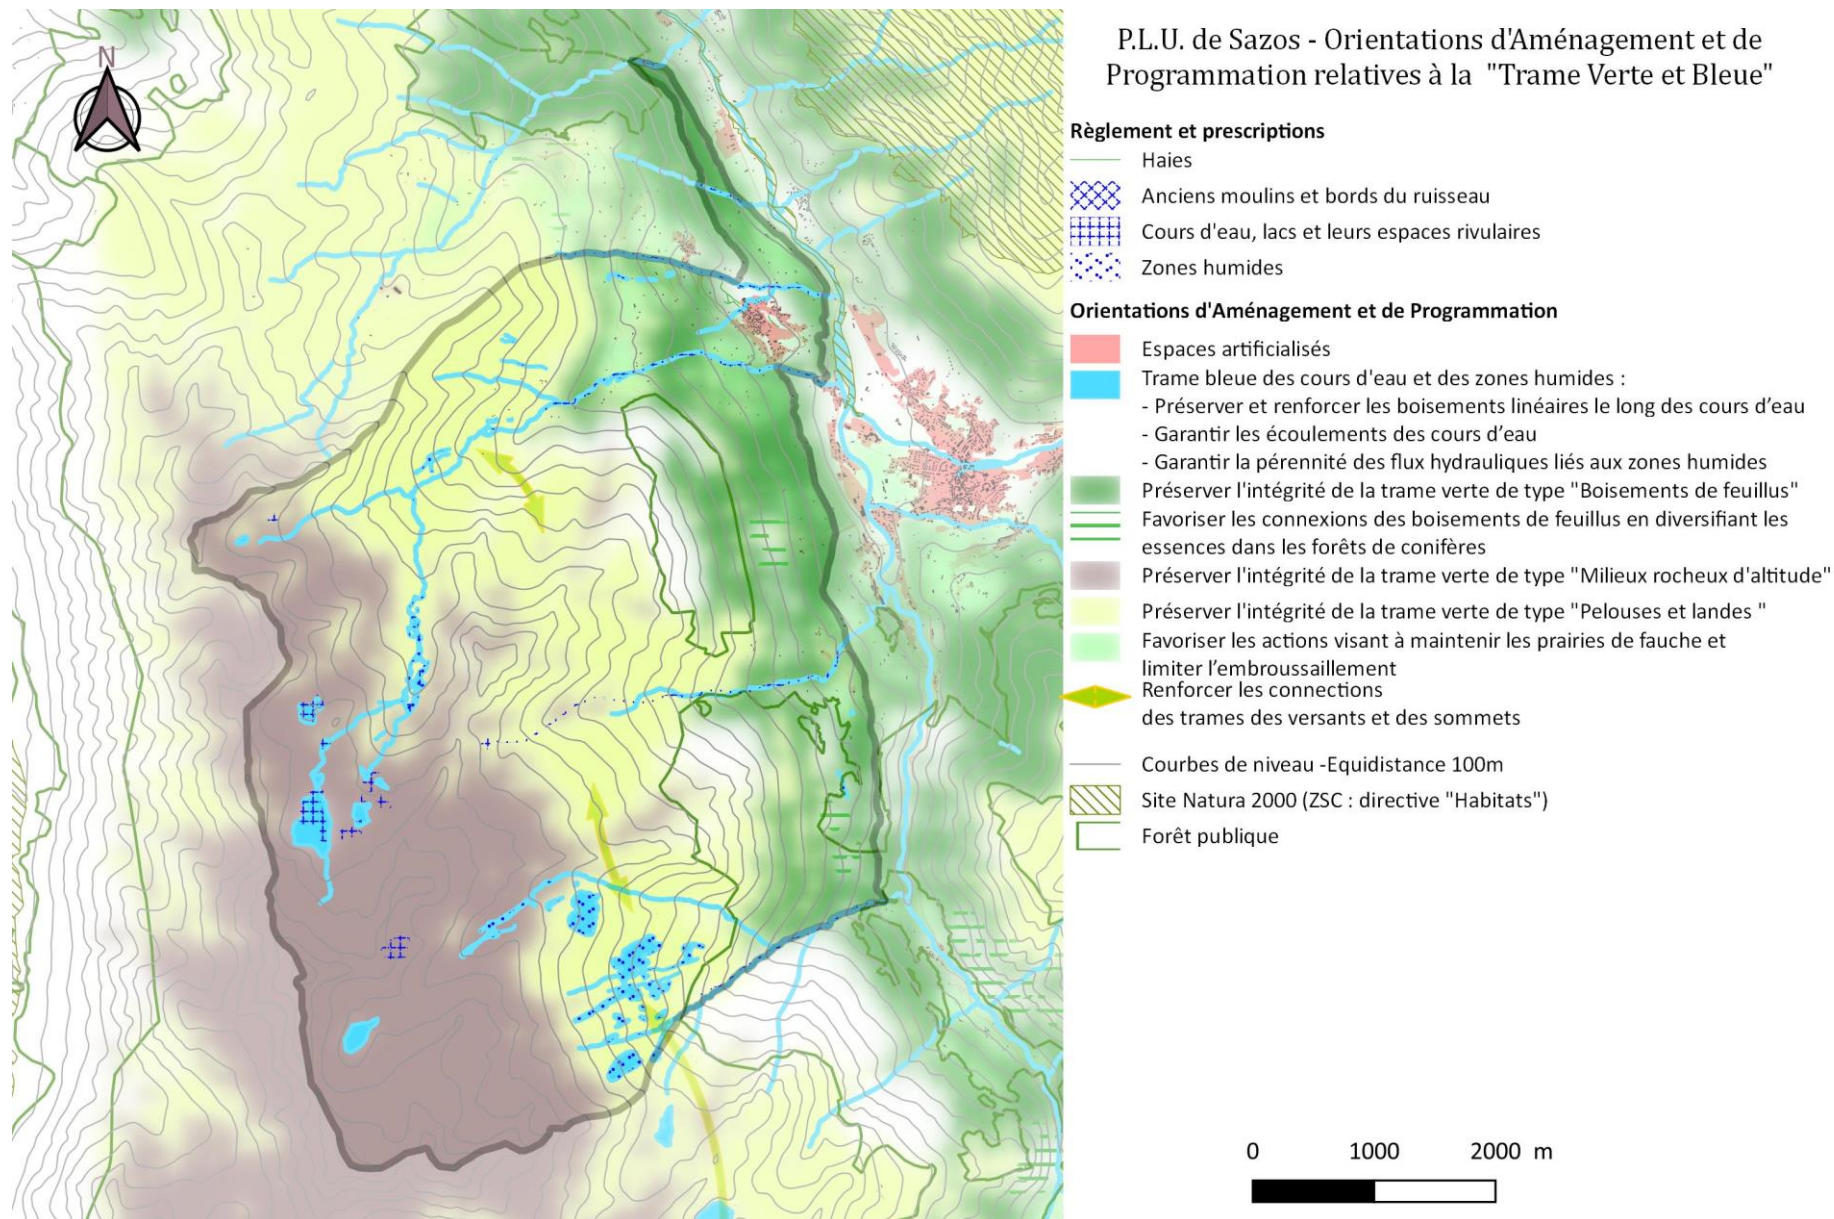 N
P.L.U. de Sazos - Orientations d'Aménagement et de
Programmation relatives à la "Trame Verte et Bleue"
Règlement et prescriptions
Haies
Anciens moulins et bords du ruisseau
Cours d'eau, lacs et leurs espaces rivulaires
Zones humides
Orientations d'Aménagement et de Programmation
Espaces artificialisés
Trame bleue des cours d'eau et des zones humides :
- Préserver et renforcer les boisements linéaires le long des cours d’eau
- Garantir les écoulements des cours d’eau
- Garantir la pérennité des flux hydrauliques liés aux zones humides
Préserver l'intégrité de la trame verte de type "Boisements de feuillus"
Favoriser les connexions des boisements de feuillus en diversifiant les
essences dans les forêts de conifères
Préserver l'intégrité de la trame verte de type "Milieux rocheux d'altitude"
Préserver l'intégrité de la trame verte de type "Pelouses et landes "
Favoriser les actions visant à maintenir les prairies de fauche et
limiter l’embroussaillement
Renforcer les connections
des trames des versants et des sommets
Courbes de niveau -Equidistance 100m
Site Natura 2000 (ZSC : directive "Habitats")
Forêt publique
0 1000 2000 m